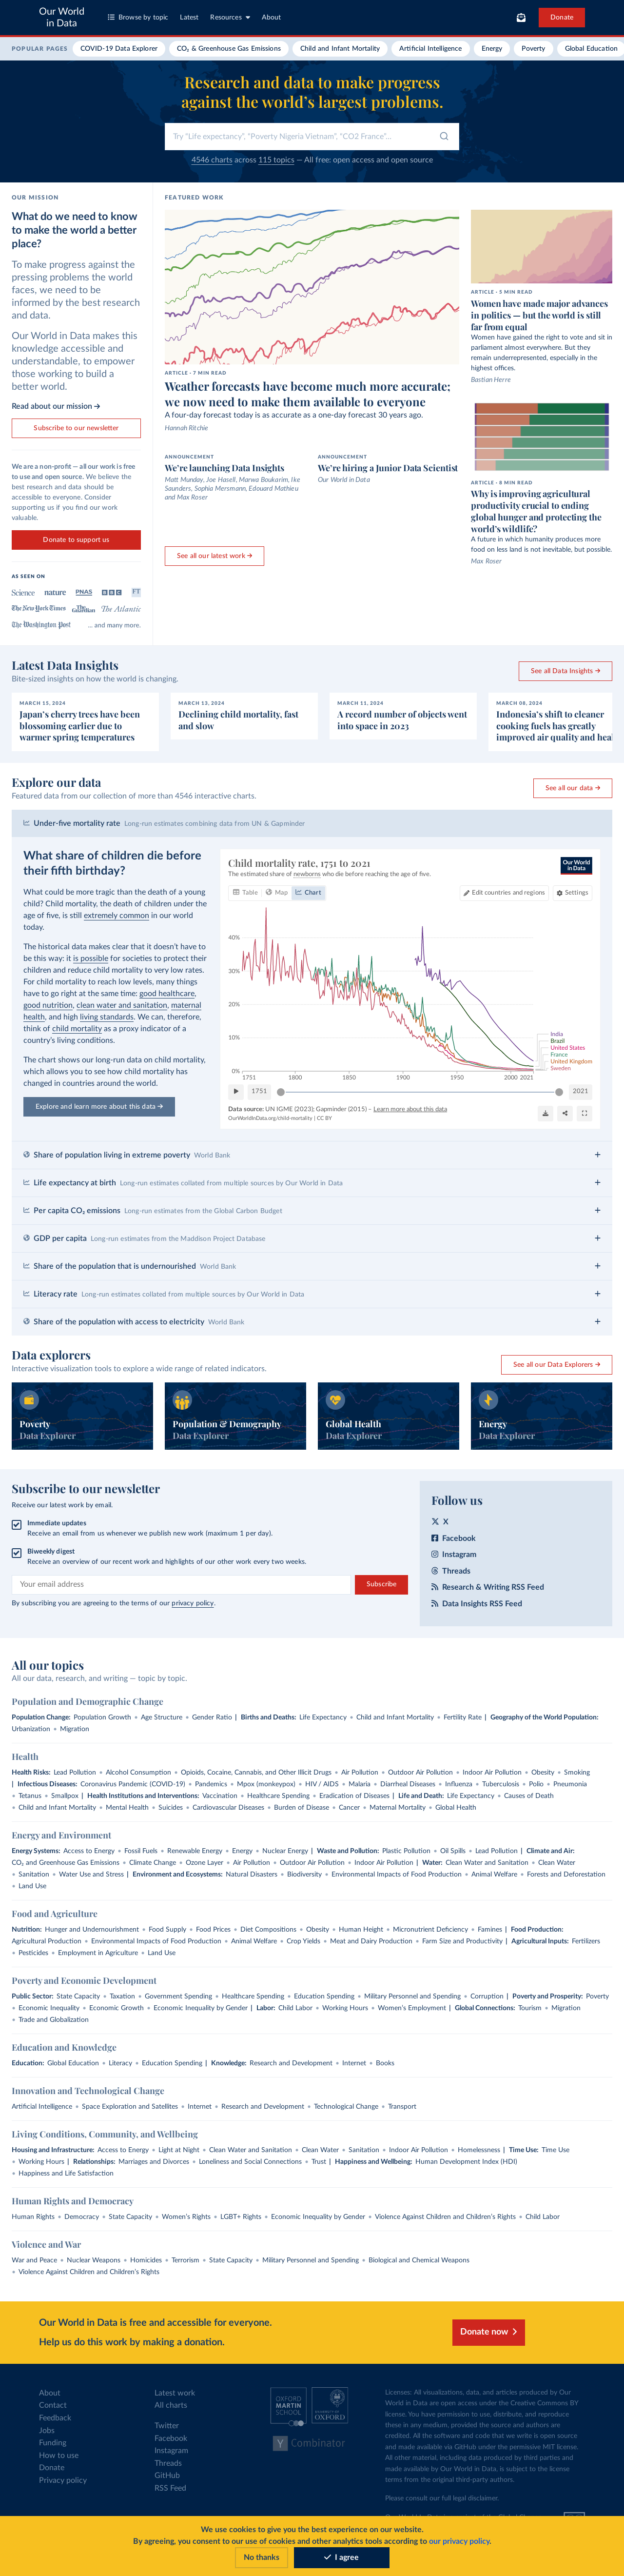 Our World
in Data
Browse by topic
Latest
Resources
About
Donate
POPULAR PAGES
COVID-19 Data Explorer
CO₂ & Greenhouse Gas Emissions
Child and Infant Mortality
Artificial Intelligence
Energy
Poverty
Global Education
Research and data to make progress
against the world's largest problems.
Try "Life expectancy", "Poverty Nigeria Vietnam", "CO2 France"...
4546 charts across 115 topics — All free: open access and open source
OUR MISSION
What do we need to know
to make the world a better
place?
To make progress against the
pressing problems the world
faces, we need to be
informed by the best research
and data.
Our World in Data makes this
knowledge accessible and
understandable, to empower
those working to build a
better world.
Read about our mission →
Subscribe to our newsletter
We are a non-profit — all our work is free
to use and open source. We believe the
best research and data should be
accessible to everyone. Consider
supporting us if you find our work
valuable.
Donate to support us
AS SEEN ON
Science
nature
PNAS
BBC
FT
The New York Times
The Guardian
The Atlantic
The Washington Post
... and many more.
FEATURED WORK
ARTICLE - 7 MIN READ
Weather forecasts have become much more accurate;
we now need to make them available to everyone
A four-day forecast today is as accurate as a one-day forecast 30 years ago.
Hannah Ritchie
ANNOUNCEMENT
We're launching Data Insights
Matt Munday, Joe Hasell, Marwa Boukarim, Ike
Saunders, Sophia Mersmann, Edouard Mathieu
and Max Roser
ANNOUNCEMENT
We're hiring a Junior Data Scientist
Our World in Data
See all our latest work →
ARTICLE - 5 MIN READ
Women have made major advances
in politics — but the world is still
far from equal
Women have gained the right to vote and sit in
parliament almost everywhere. But they
remain underrepresented, especially in the
highest offices.
Bastian Herre
ARTICLE - 8 MIN READ
Why is improving agricultural
productivity crucial to ending
global hunger and protecting the
world's wildlife?
A future in which humanity produces more
food on less land is not inevitable, but possible.
Max Roser
Latest Data Insights
Bite-sized insights on how the world is changing.
See all Data Insights →
MARCH 15, 2024
Japan's cherry trees have been
blossoming earlier due to
warmer spring temperatures
MARCH 13, 2024
Declining child mortality, fast
and slow
MARCH 11, 2024
A record number of objects went
into space in 2023
MARCH 08, 2024
Indonesia's shift to cleaner
cooking fuels has greatly
improved air quality and heal
Explore our data
Featured data from our collection of more than 4546 interactive charts.
See all our data →
Under-five mortality rate Long-run estimates combining data from UN & Gapminder
What share of children die before
their fifth birthday?
What could be more tragic than the death of a young
child? Child mortality, the death of children under the
age of five, is still extremely common in our world
today.
The historical data makes clear that it doesn't have to
be this way: it is possible for societies to protect their
children and reduce child mortality to very low rates.
For child mortality to reach low levels, many things
have to go right at the same time: good healthcare,
good nutrition, clean water and sanitation, maternal
health, and high living standards. We can, therefore,
think of child mortality as a proxy indicator of a
country's living conditions.
The chart shows our long-run data on child mortality,
which allows you to see how child mortality has
changed in countries around the world.
Explore and learn more about this data →
Child mortality rate, 1751 to 2021
The estimated share of newborns who die before reaching the age of five.
Our World
in Data
Table
Map
Chart
Edit countries and regions
Settings
40%
30%
20%
10%
0%
1751
1800
1850
1900
1950
2000 2021
India
Brazil
United States
France
United Kingdom
Sweden
1751
2021
Data source: UN IGME (2023); Gapminder (2015) – Learn more about this data
OurWorldInData.org/child-mortality | CC BY
Share of population living in extreme poverty World Bank
+
Life expectancy at birth Long-run estimates collated from multiple sources by Our World in Data
+
Per capita CO₂ emissions Long-run estimates from the Global Carbon Budget
+
GDP per capita Long-run estimates from the Maddison Project Database
+
Share of the population that is undernourished World Bank
+
Literacy rate Long-run estimates collated from multiple sources by Our World in Data
+
Share of the population with access to electricity World Bank
+
Data explorers
Interactive visualization tools to explore a wide range of related indicators.
See all our Data Explorers →
Poverty
Data Explorer
Population & Demography
Data Explorer
Global Health
Data Explorer
Energy
Data Explorer
Subscribe to our newsletter
Receive our latest work by email.
Immediate updates
Receive an email from us whenever we publish new work (maximum 1 per day).
Biweekly digest
Receive an overview of our recent work and highlights of our other work every two weeks.
Your email address
Subscribe
By subscribing you are agreeing to the terms of our privacy policy.
Follow us
X
Facebook
Instagram
Threads
Research & Writing RSS Feed
Data Insights RSS Feed
All our topics
All our data, research, and writing — topic by topic.
Population and Demographic Change
Population Change: Population Growth • Age Structure • Gender Ratio | Births and Deaths: Life Expectancy • Child and Infant Mortality • Fertility Rate | Geography of the World Population:
Urbanization • Migration
Health
Health Risks: Lead Pollution • Alcohol Consumption • Opioids, Cocaine, Cannabis, and Other Illicit Drugs • Air Pollution • Outdoor Air Pollution • Indoor Air Pollution • Obesity • Smoking
| Infectious Diseases: Coronavirus Pandemic (COVID-19) • Pandemics • Mpox (monkeypox) • HIV / AIDS • Malaria • Diarrheal Diseases • Influenza • Tuberculosis • Polio • Pneumonia
• Tetanus • Smallpox | Health Institutions and Interventions: Vaccination • Healthcare Spending • Eradication of Diseases | Life and Death: Life Expectancy • Causes of Death
• Child and Infant Mortality • Mental Health • Suicides • Cardiovascular Diseases • Burden of Disease • Cancer • Maternal Mortality • Global Health
Energy and Environment
Energy Systems: Access to Energy • Fossil Fuels • Renewable Energy • Energy • Nuclear Energy | Waste and Pollution: Plastic Pollution • Oil Spills • Lead Pollution | Climate and Air:
CO₂ and Greenhouse Gas Emissions • Climate Change • Ozone Layer • Air Pollution • Outdoor Air Pollution • Indoor Air Pollution | Water: Clean Water and Sanitation • Clean Water
• Sanitation • Water Use and Stress | Environment and Ecosystems: Natural Disasters • Biodiversity • Environmental Impacts of Food Production • Animal Welfare • Forests and Deforestation
• Land Use
Food and Agriculture
Nutrition: Hunger and Undernourishment • Food Supply • Food Prices • Diet Compositions • Obesity • Human Height • Micronutrient Deficiency • Famines | Food Production:
Agricultural Production • Environmental Impacts of Food Production • Animal Welfare • Crop Yields • Meat and Dairy Production • Farm Size and Productivity | Agricultural Inputs: Fertilizers
• Pesticides • Employment in Agriculture • Land Use
Poverty and Economic Development
Public Sector: State Capacity • Taxation • Government Spending • Healthcare Spending • Education Spending • Military Personnel and Spending • Corruption | Poverty and Prosperity: Poverty
• Economic Inequality • Economic Growth • Economic Inequality by Gender | Labor: Child Labor • Working Hours • Women's Employment | Global Connections: Tourism • Migration
• Trade and Globalization
Education and Knowledge
Education: Global Education • Literacy • Education Spending | Knowledge: Research and Development • Internet • Books
Innovation and Technological Change
Artificial Intelligence • Space Exploration and Satellites • Internet • Research and Development • Technological Change • Transport
Living Conditions, Community, and Wellbeing
Housing and Infrastructure: Access to Energy • Light at Night • Clean Water and Sanitation • Clean Water • Sanitation • Indoor Air Pollution • Homelessness | Time Use: Time Use
• Working Hours | Relationships: Marriages and Divorces • Loneliness and Social Connections • Trust | Happiness and Wellbeing: Human Development Index (HDI)
• Happiness and Life Satisfaction
Human Rights and Democracy
Human Rights • Democracy • State Capacity • Women's Rights • LGBT+ Rights • Economic Inequality by Gender • Violence Against Children and Children's Rights • Child Labor
Violence and War
War and Peace • Nuclear Weapons • Homicides • Terrorism • State Capacity • Military Personnel and Spending • Biological and Chemical Weapons
• Violence Against Children and Children's Rights
Our World in Data is free and accessible for everyone.
Help us do this work by making a donation.
Donate now
About
Contact
Feedback
Jobs
Funding
How to use
Donate
Privacy policy
Latest work
All charts
Twitter
Facebook
Instagram
Threads
GitHub
RSS Feed
OXFORD
MARTIN
SCHOOL
UNIVERSITY OF
OXFORD
Y Combinator
Licenses: All visualizations, data, and articles produced by Our
World in Data are open access under the Creative Commons BY
license. You have permission to use, distribute, and reproduce
these in any medium, provided the source and authors are
credited. All the software and code that we write is open source
and made available via GitHub under the permissive MIT license.
All other material, including data produced by third parties and
made available by Our World in Data, is subject to the license
terms from the original third-party authors.
Please consult our full legal disclaimer.
We use cookies to give you the best experience on our website.
By agreeing, you consent to our use of cookies and other analytics tools according to our privacy policy.
No thanks
I agree